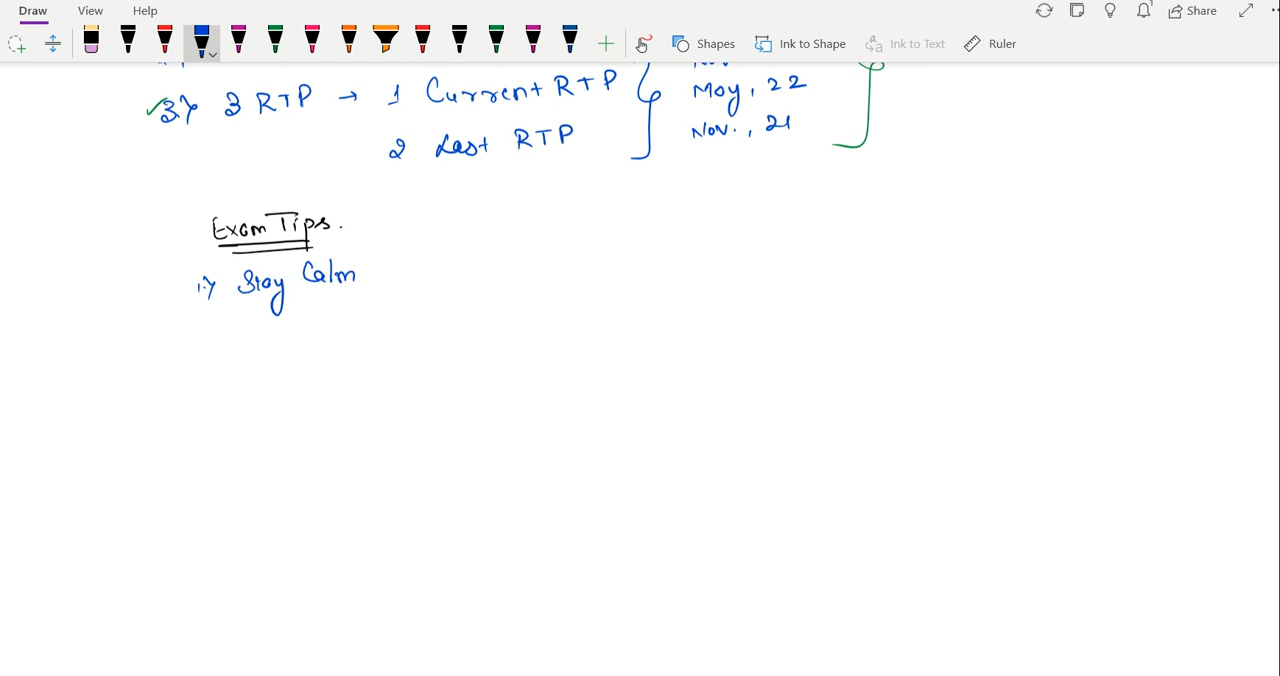 Draw View Help
Share
Shapes Ink to Shape Ink to Text Ruler
3.) 3 RTP → 1 Current RTP May, 22
2 Last RTP Nov., 21
Exam Tips.
1.) Stay Calm